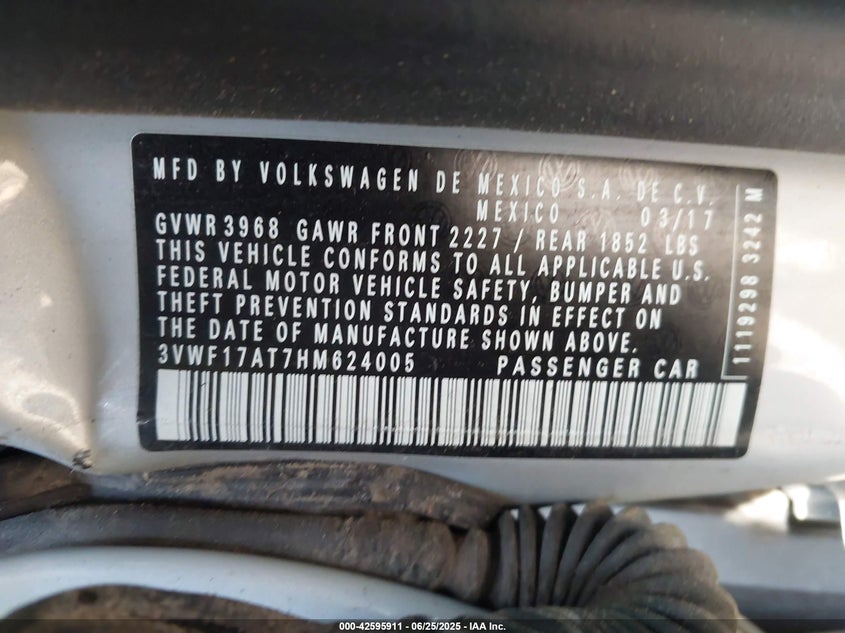 MFD BY VOLKSWAGEN DE MEXICO S.A. DE C.V.
MEXICO 03/17
GVWR 3968 GAWR FRONT 2227 / REAR 1852 LBS
THIS VEHICLE CONFORMS TO ALL APPLICABLE U.S.
FEDERAL MOTOR VEHICLE SAFETY, BUMPER AND
THEFT PREVENTION STANDARDS IN EFFECT ON
THE DATE OF MANUFACTURE SHOWN ABOVE.
3VWF17AT7HM624005 PASSENGER CAR
1119298 3242 M
000-42595911 - 06/25/2025 - IAA Inc.